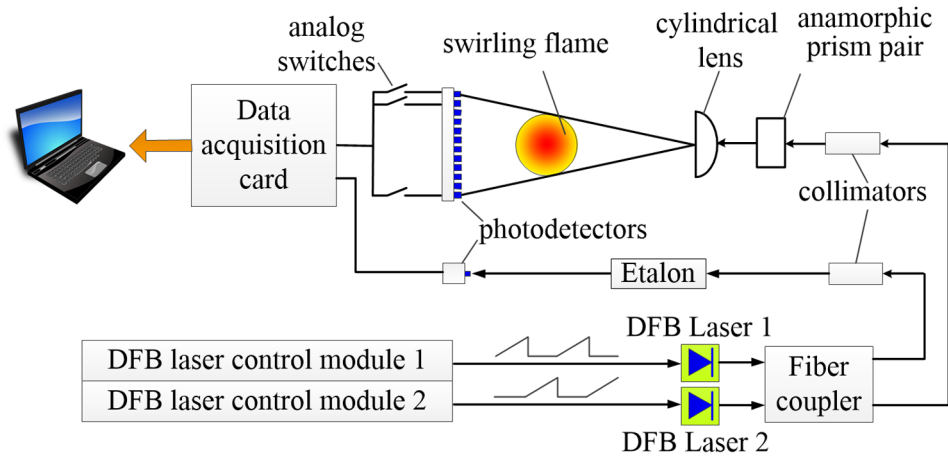 analog
switches
swirling flame
cylindrical
lens
anamorphic
prism pair
Data
acquisition
card
collimators
photodetectors
Etalon
DFB Laser 1
DFB laser control module 1
DFB laser control module 2
Fiber
coupler
DFB Laser 2